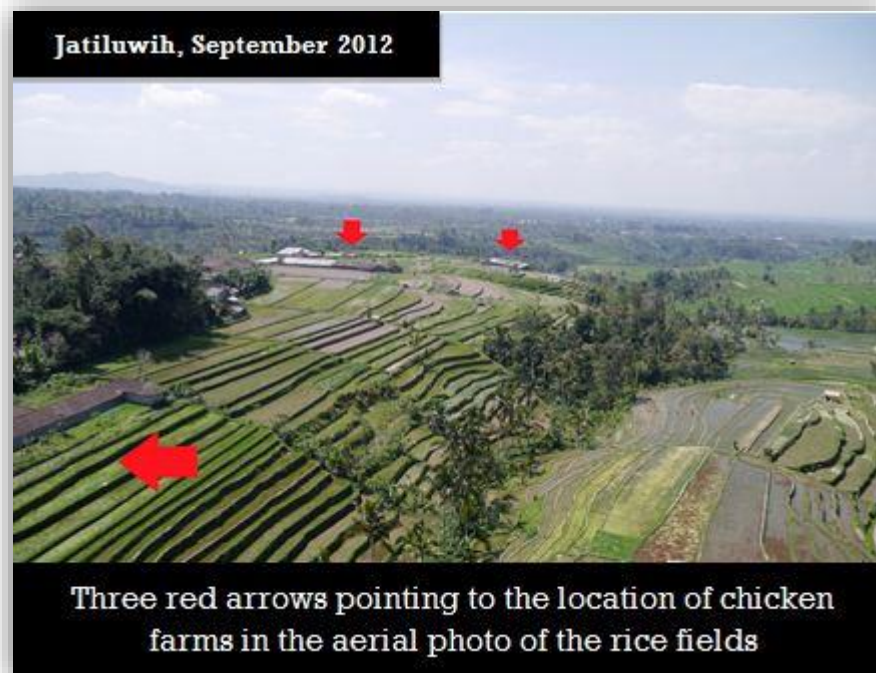 Jatiluwih, September 2012
Three red arrows pointing to the location of chicken
farms in the aerial photo of the rice fields